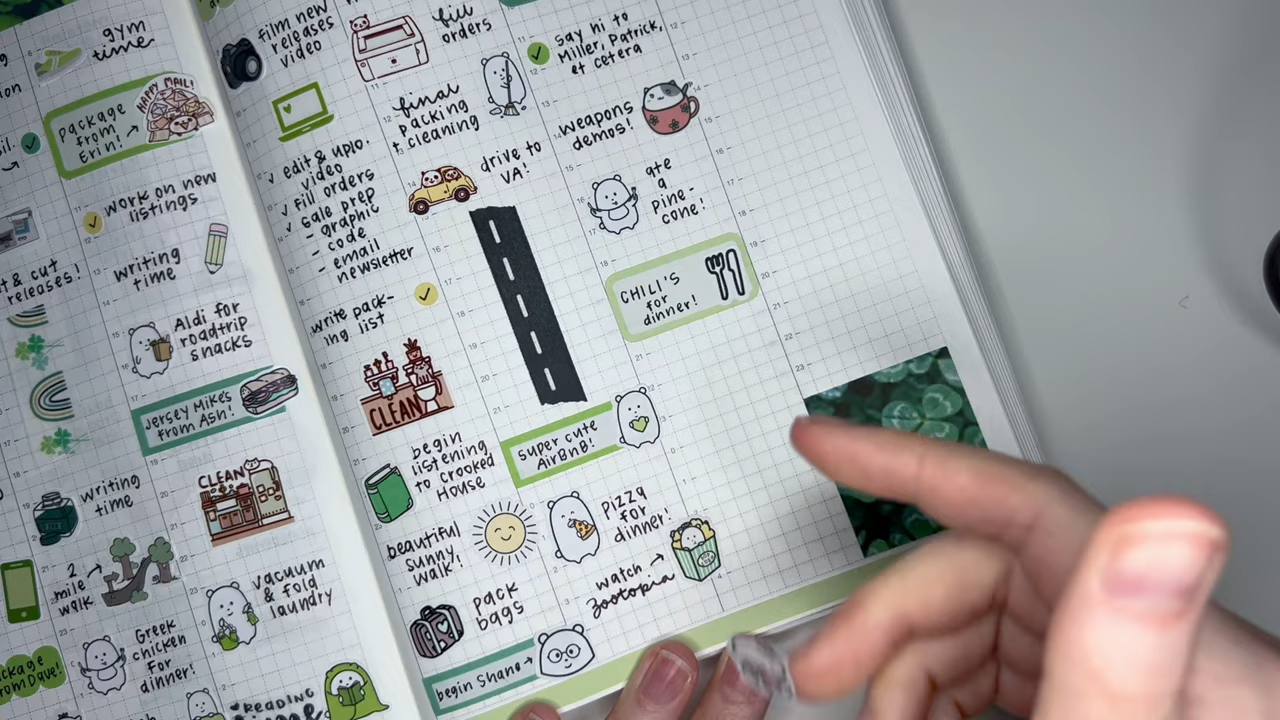 gym
time
PACKAGE
from
Erin!
HAPPY MAIL!
work on new
listings
writing
time
Aldi for
roadtrip
snacks
Jersey Mike's
from Ash!
& cut
releases!
writing
time
CLEAN
2
mile
walk
vacuum
& fold
laundry
Greek
chicken
for
dinner!
package
from Dave!
READING
film new
releases
video
edit & uplo.
video
fill orders
sale prep
- graphic
- code
- email
newsletter
write pack-
ing list
CLEAN
begin
listening
to crooked
House
beautiful
sunny
walk!
pack
bags
begin Shane
fill
orders
final
packing
+ cleaning
drive to
VA!
super cute
AirBnB!
PIZZA
for
dinner!
watch
Zootopia
say hi to
Miller, Patrick,
et cetera
weapons
demos!
ate
a
pine-
cone!
CHILI'S
for
dinner!